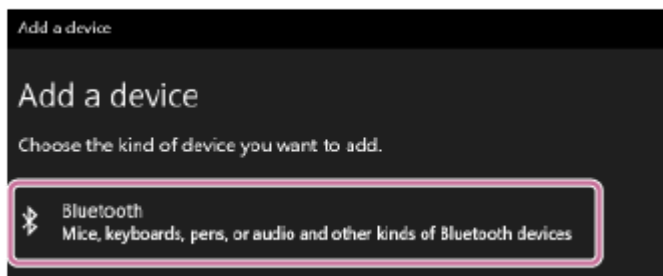 Add a device
Add a device
Choose the kind of device you want to add.
Bluetooth
Mice, keyboards, pens, or audio and other kinds of Bluetooth devices